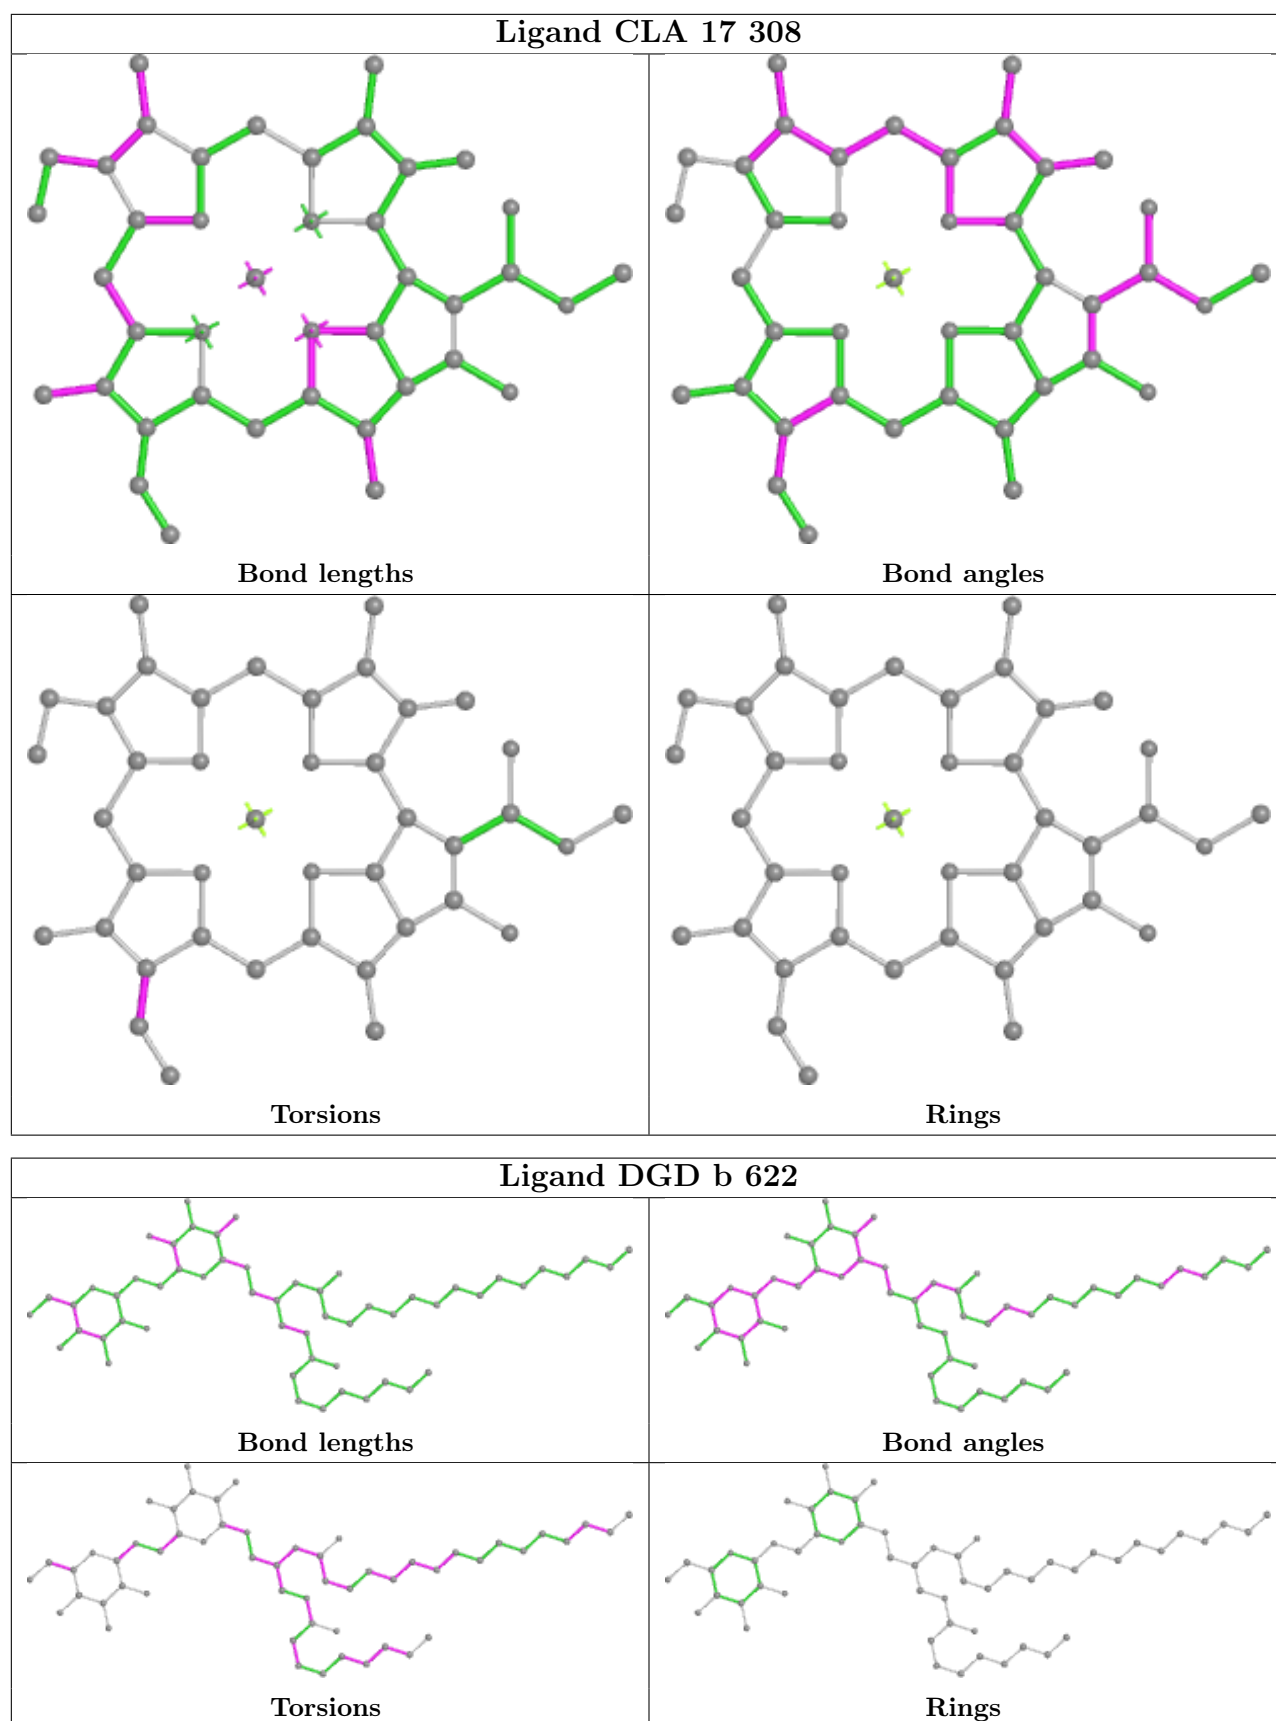 Ligand CLA 17 308
Bond lengths
Bond angles
Torsions
Rings
Ligand DGD b 622
Bond lengths
Bond angles
Torsions
Rings